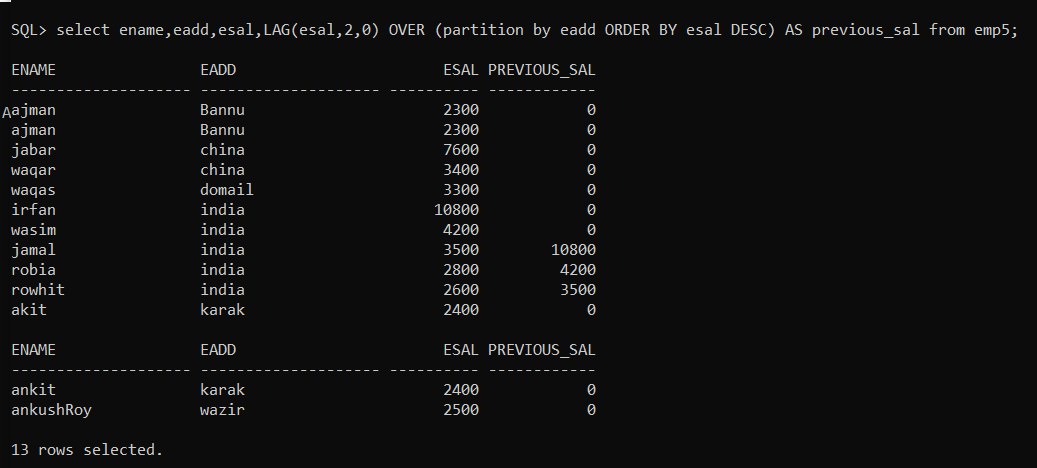 SQL> select ename,eadd,esal,LAG(esal,2,0) OVER (partition by eadd ORDER BY esal DESC) AS previous_sal from emp5;
ENAME                EADD                       ESAL PREVIOUS_SAL
-------------------- -------------------- ---------- ------------
Aajman                Bannu                      2300            0
ajman                Bannu                      2300            0
jabar                china                      7600            0
waqar                china                      3400            0
waqas                domail                     3300            0
irfan                india                     10800            0
wasim                india                      4200            0
jamal                india                      3500        10800
robia                india                      2800         4200
rowhit               india                      2600         3500
akit                 karak                      2400            0
ENAME                EADD                       ESAL PREVIOUS_SAL
-------------------- -------------------- ---------- ------------
ankit                karak                      2400            0
ankushRoy            wazir                      2500            0
13 rows selected.